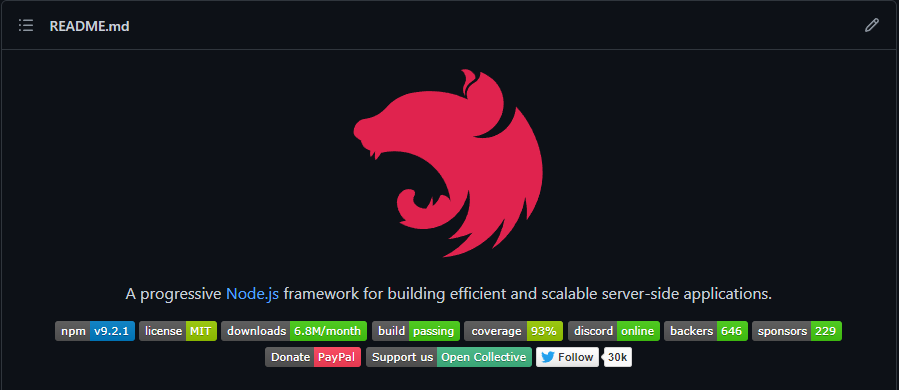 README.md
A progressive Node.js framework for building efficient and scalable server-side applications.
npm v9.2.1 license MIT downloads 6.8M/month build passing coverage 93% discord online backers 646 sponsors 229
Donate PayPal Support us Open Collective Follow 30k